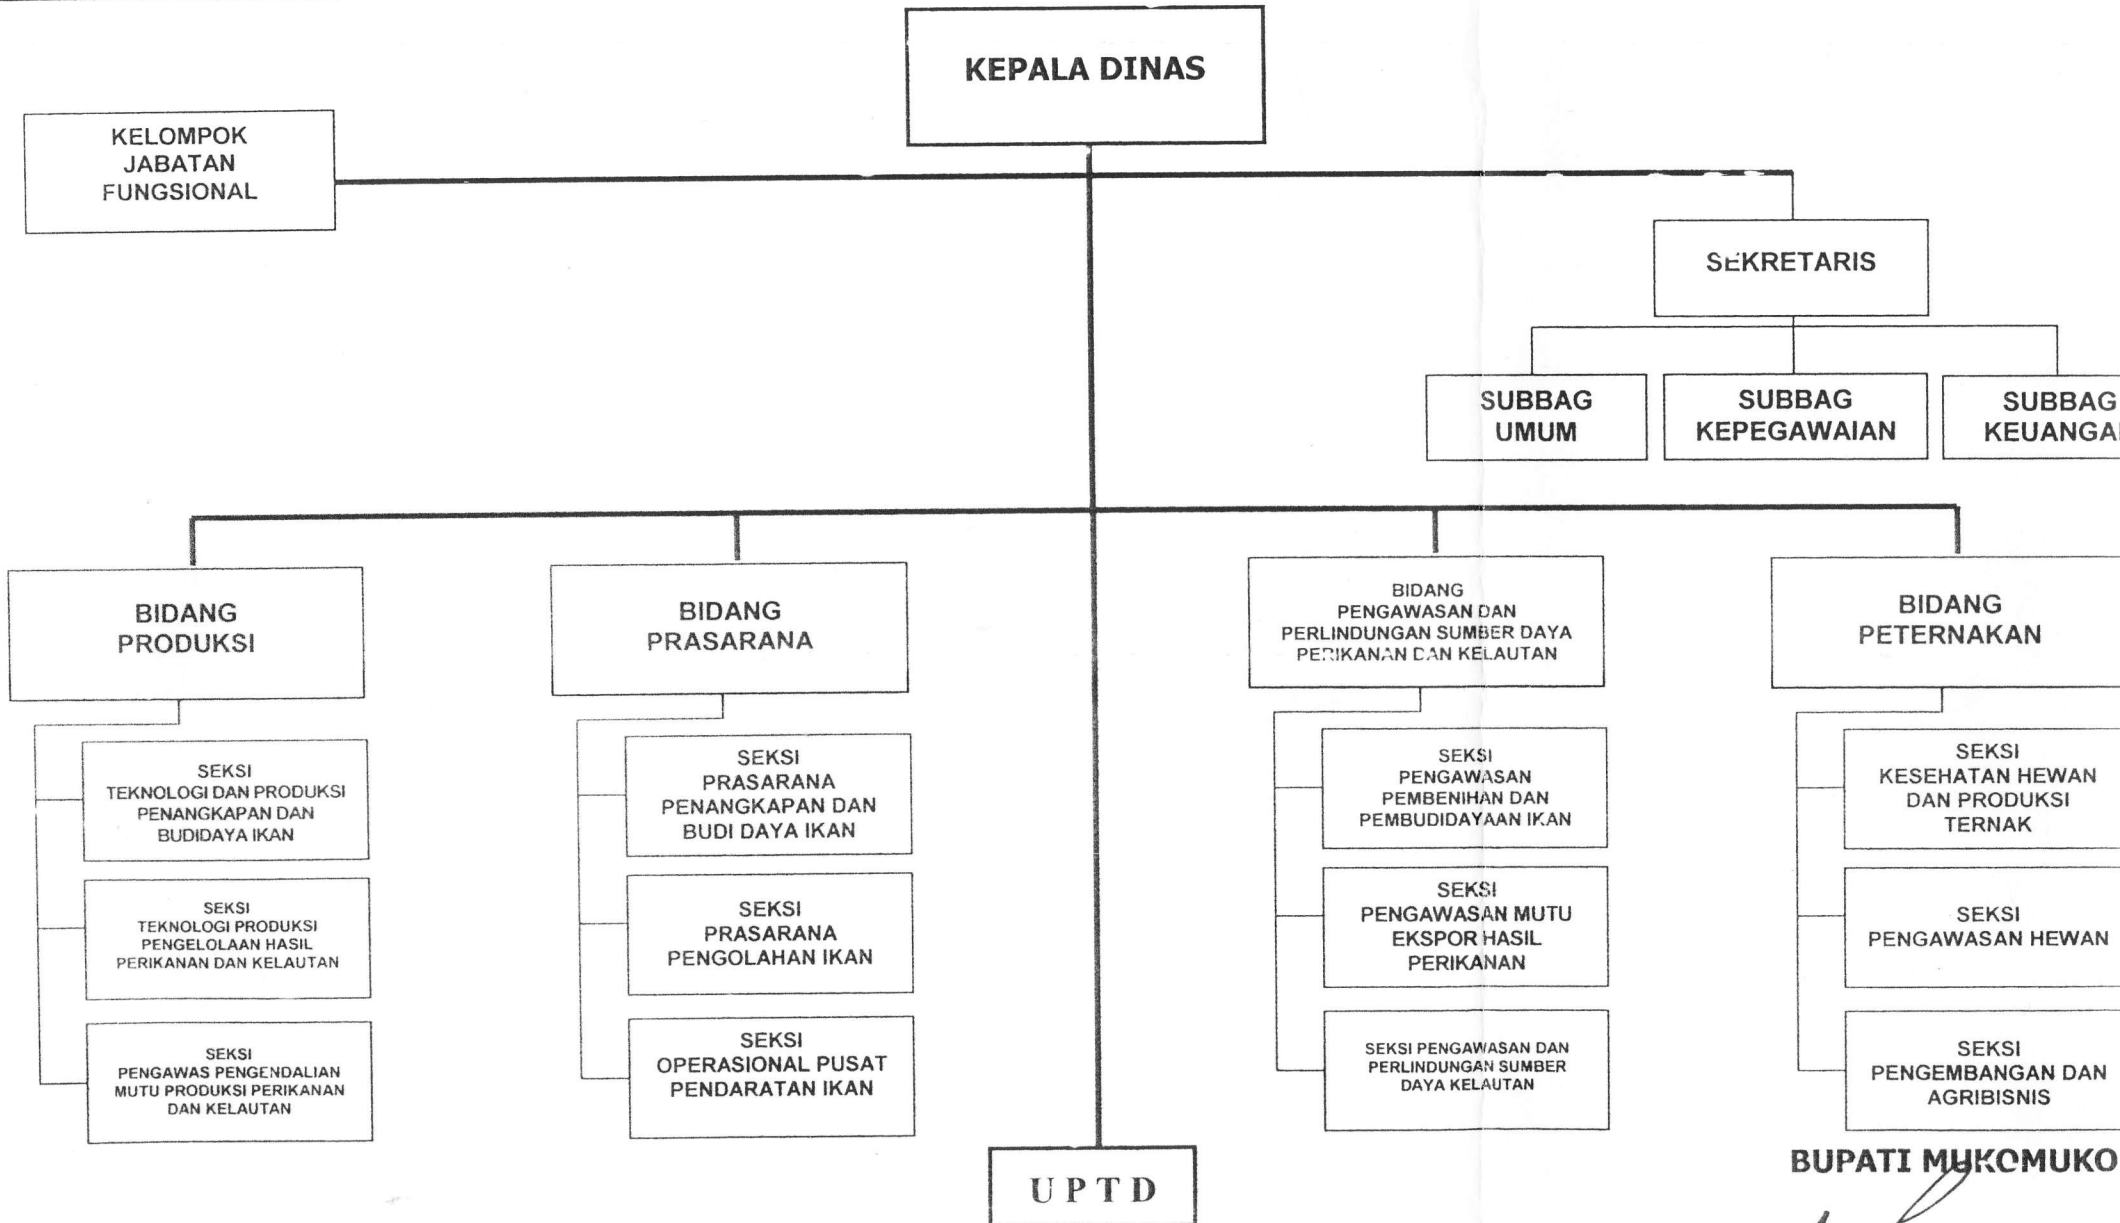 KEPALA DINAS
KELOMPOK
JABATAN
FUNGSIONAL
SEKRETARIS
SUBBAG
UMUM
SUBBAG
KEPEGAWAIAN
SUBBAG
BIDANG
PRODUKSI
BIDANG
PRASARANA
BIDANG
PENGAWASAN DAN
PERLINDUNGAN SUMBER DAYA
PERIKANAN DAN KELAUTAN
BIDANG
PETERNAKAN
SEKSI
TEKNOLOGI DAN PRODUKSI
PENANGKAPAN DAN
BUDIDAYA IKAN
SEKSI
TEKNOLOGI PRODUKSI
PENGELOLAAN HASIL
PERIKANAN DAN KELAUTAN
SEKSI
PENGAWAS PENGENDALIAN
MUTU PRODUKSI PERIKANAN
DAN KELAUTAN
SEKSI
PRASARANA
PENANGKAPAN DAN
BUDI DAYA IKAN
SEKSI
PRASARANA
PENGOLAHAN IKAN
SEKSI
OPERASIONAL PUSAT
PENDARATAN IKAN
SEKSI
PENGAWASAN
PEMBENIHAN DAN
PEMBUDIDAYAAN IKAN
SEKSI
PENGAWASAN MUTU
EKSPOR HASIL
PERIKANAN
SEKSI PENGAWASAN DAN
PERLINDUNGAN SUMBER
DAYA KELAUTAN
SEKSI
KESEHATAN HEWAN
DAN PRODUKSI
TERNAK
SEKSI
PENGAWASAN HEWAN
SEKSI
PENGEMBANGAN DAN
AGRIBISNIS
UPTD
BUPATI MUKOMUKO